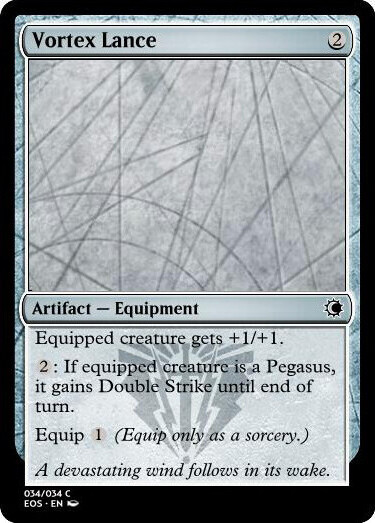 Vortex Lance 2
Artifact — Equipment
Equipped creature gets +1/+1.
2 : If equipped creature is a Pegasus,
it gains Double Strike until end of
turn.
Equip 1 (Equip only as a sorcery.)
A devastating wind follows in its wake.
034/034 C
EOS · EN